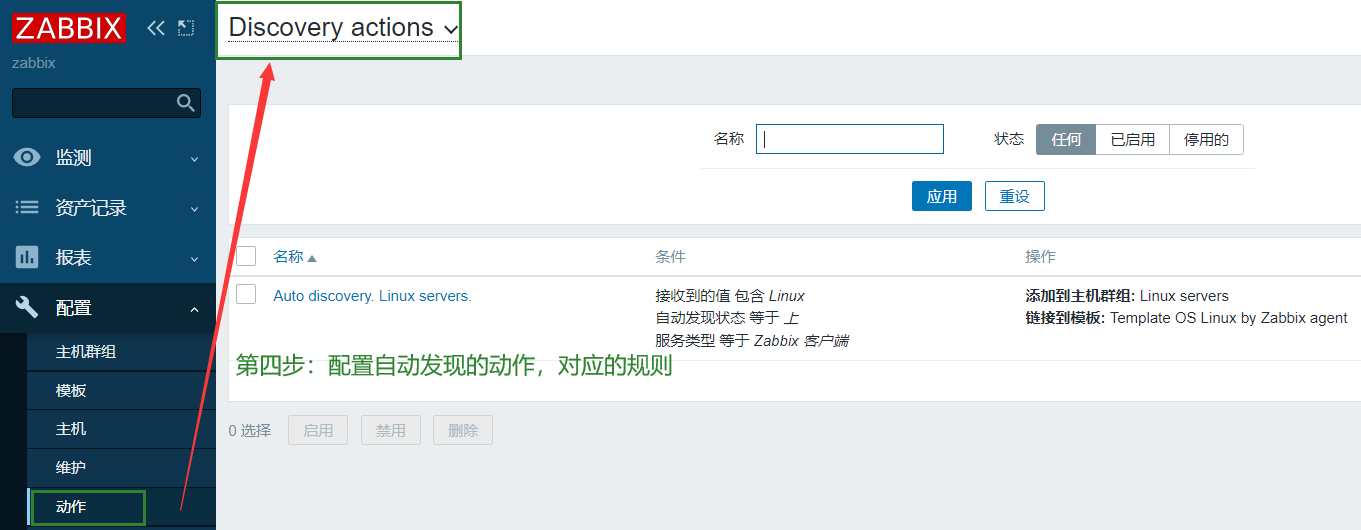 ZABBIX
zabbix
监测
资产记录
报表
配置
主机群组
模板
主机
维护
动作
Discovery actions
名称
状态 任何 已启用 停用的
应用 重设
名称 条件 操作
Auto discovery. Linux servers.
接收到的值 包含 Linux
自动发现状态 等于 上
服务类型 等于 Zabbix 客户端
添加到主机群组: Linux servers
链接到模板: Template OS Linux by Zabbix agent
第四步：配置自动发现的动作，对应的规则
0 选择 启用 禁用 删除